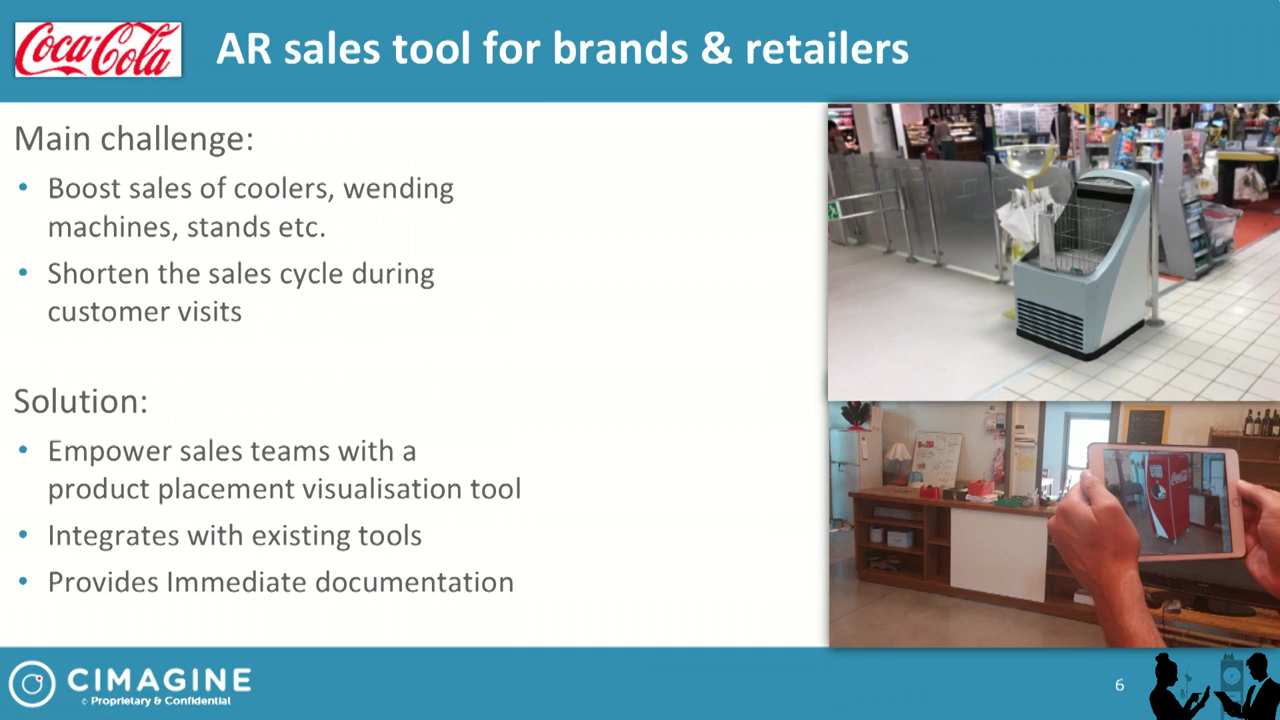 Coca-Cola
AR sales tool for brands & retailers
Main challenge:
• Boost sales of coolers, wending
machines, stands etc.
• Shorten the sales cycle during
customer visits
Solution:
• Empower sales teams with a
product placement visualisation tool
• Integrates with existing tools
• Provides Immediate documentation
Coca-Cola
CIMAGINE
© Proprietary & Confidential
6